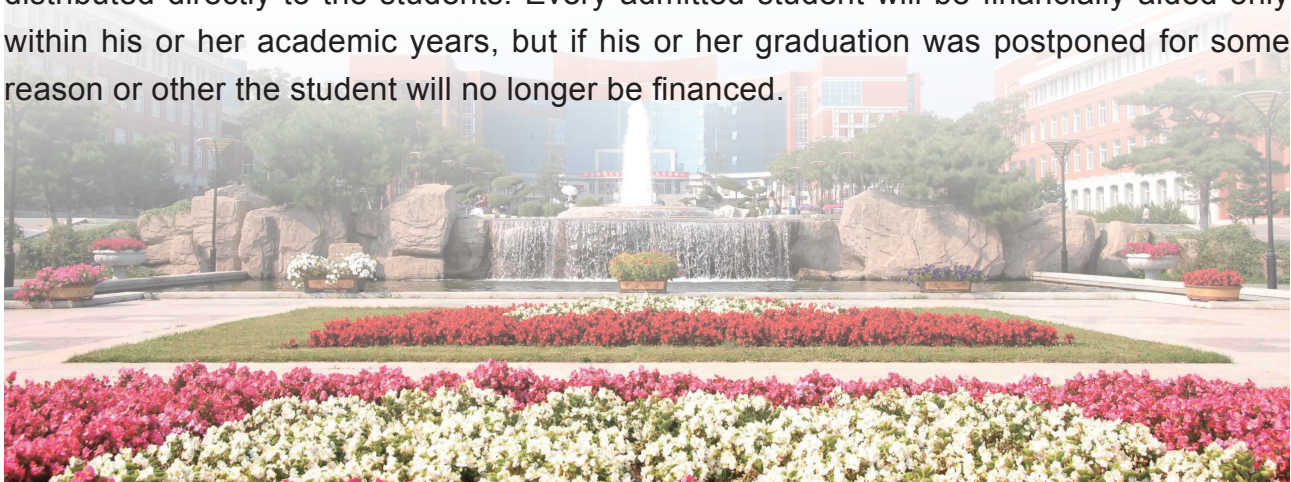 distributed directly to the students. Every admitted student will be financially aided only
within his or her academic years, but if his or her graduation was postponed for some
reason or other the student will no longer be financed.